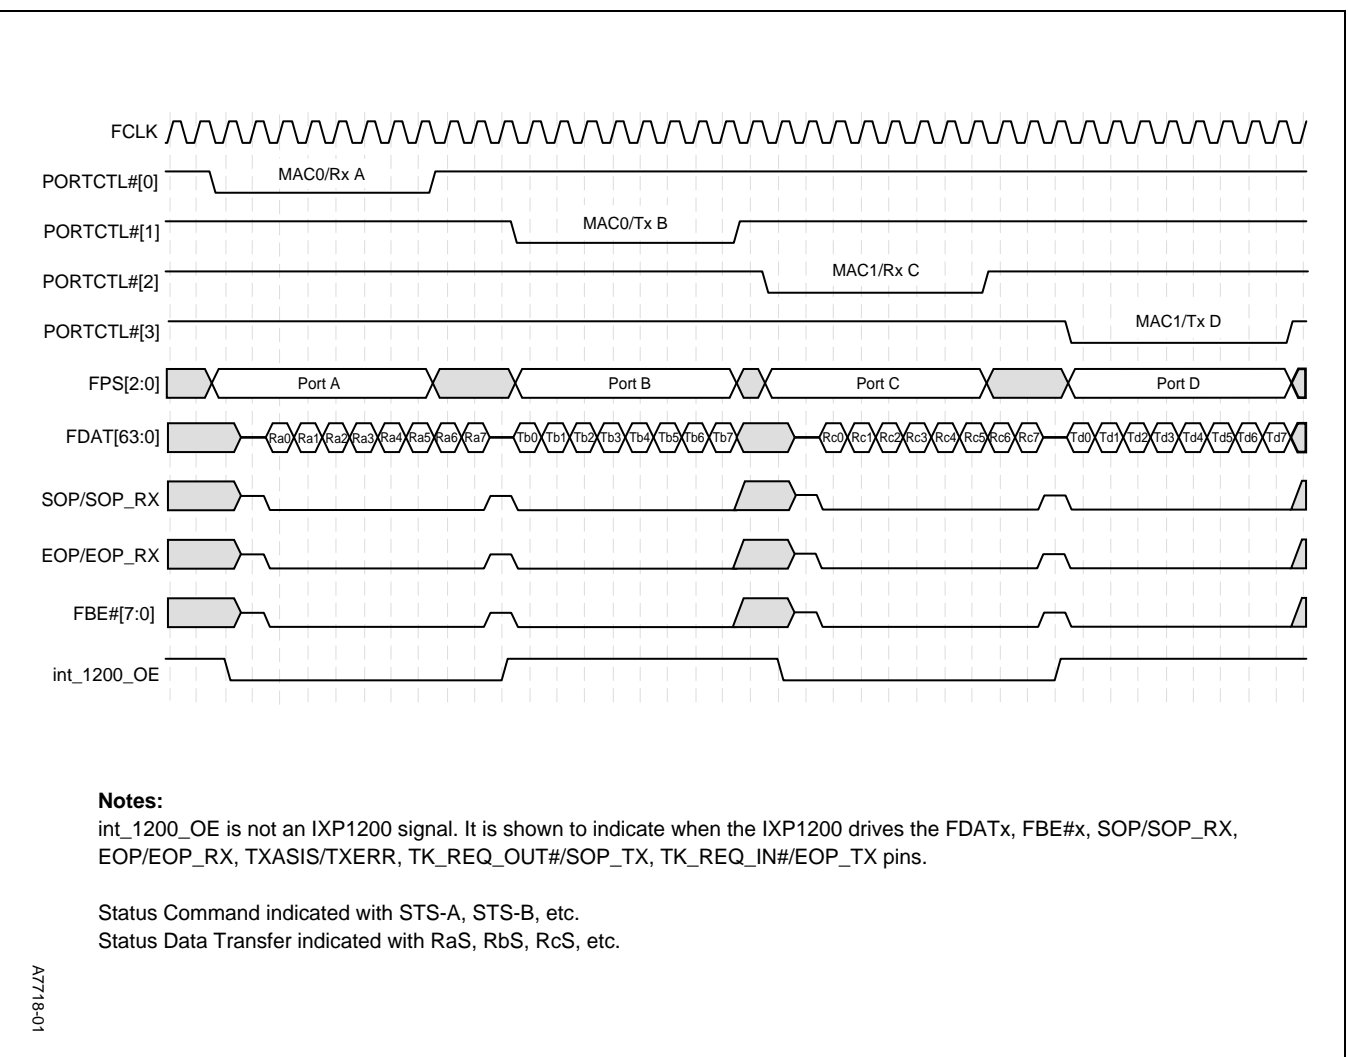 FCLK
PORTCTL#[0] MAC0/Rx A
PORTCTL#[1] MAC0/Tx B
PORTCTL#[2] MAC1/Rx C
PORTCTL#[3] MAC1/Tx D
FPS[2:0] Port A Port B Port C Port D
FDAT[63:0] Ra0 Ra1 Ra2 Ra3 Ra4 Ra5 Ra6 Ra7 Tb0 Tb1 Tb2 Tb3 Tb4 Tb5 Tb6 Tb7 Rc0 Rc1 Rc2 Rc3 Rc4 Rc5 Rc6 Rc7 Td0 Td1 Td2 Td3 Td4 Td5 Td6 Td7
SOP/SOP_RX
EOP/EOP_RX
FBE#[7:0]
int_1200_OE
Notes:
int_1200_OE is not an IXP1200 signal. It is shown to indicate when the IXP1200 drives the FDATx, FBE#x, SOP/SOP_RX,
EOP/EOP_RX, TXASIS/TXERR, TK_REQ_OUT#/SOP_TX, TK_REQ_IN#/EOP_TX pins.
Status Command indicated with STS-A, STS-B, etc.
Status Data Transfer indicated with RaS, RbS, RcS, etc.
A7718-01